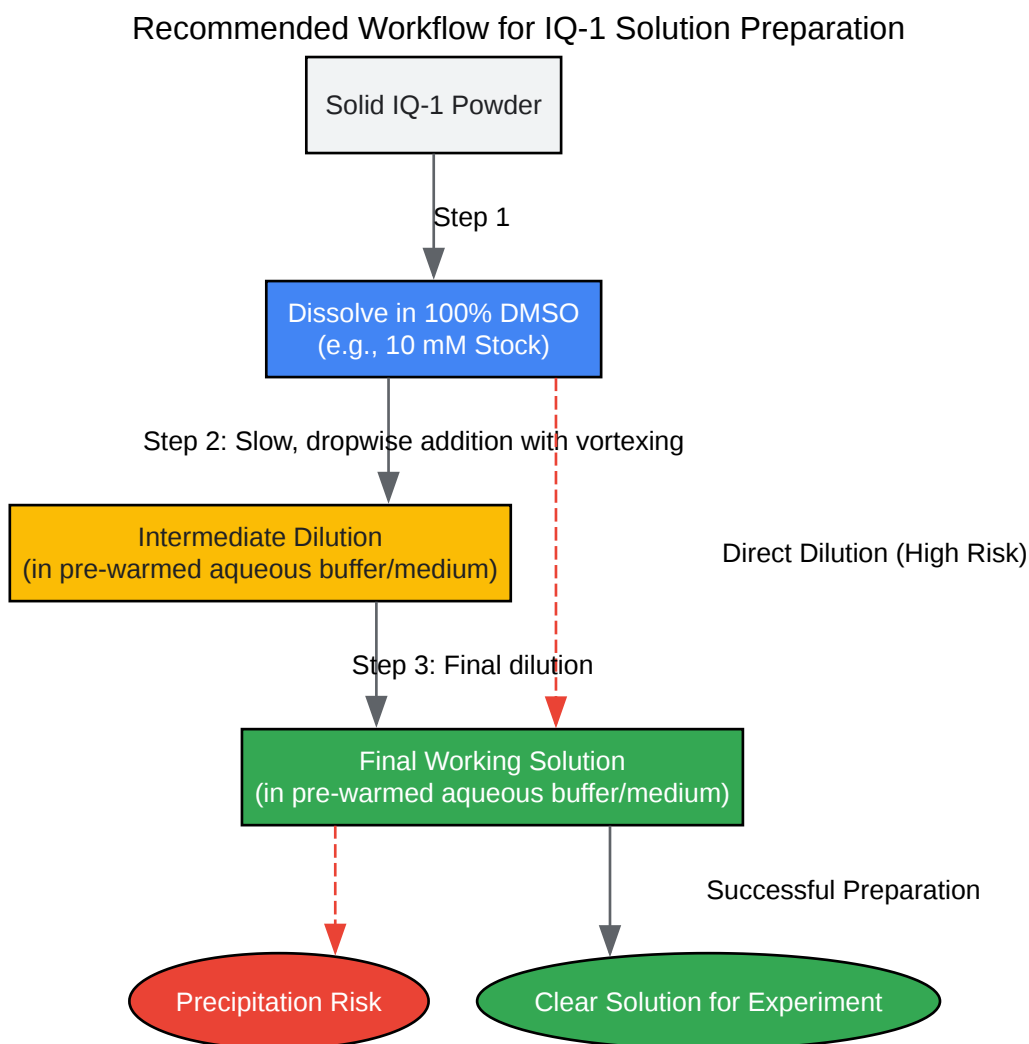 Recommended Workflow for IQ-1 Solution Preparation
Solid IQ-1 Powder
Step 1
Dissolve in 100% DMSO
(e.g., 10 mM Stock)
Step 2: Slow, dropwise addition with vortexing
Intermediate Dilution
(in pre-warmed aqueous buffer/medium)
Direct Dilution (High Risk)
Step 3: Final dilution
Final Working Solution
(in pre-warmed aqueous buffer/medium)
Successful Preparation
Precipitation Risk
Clear Solution for Experiment